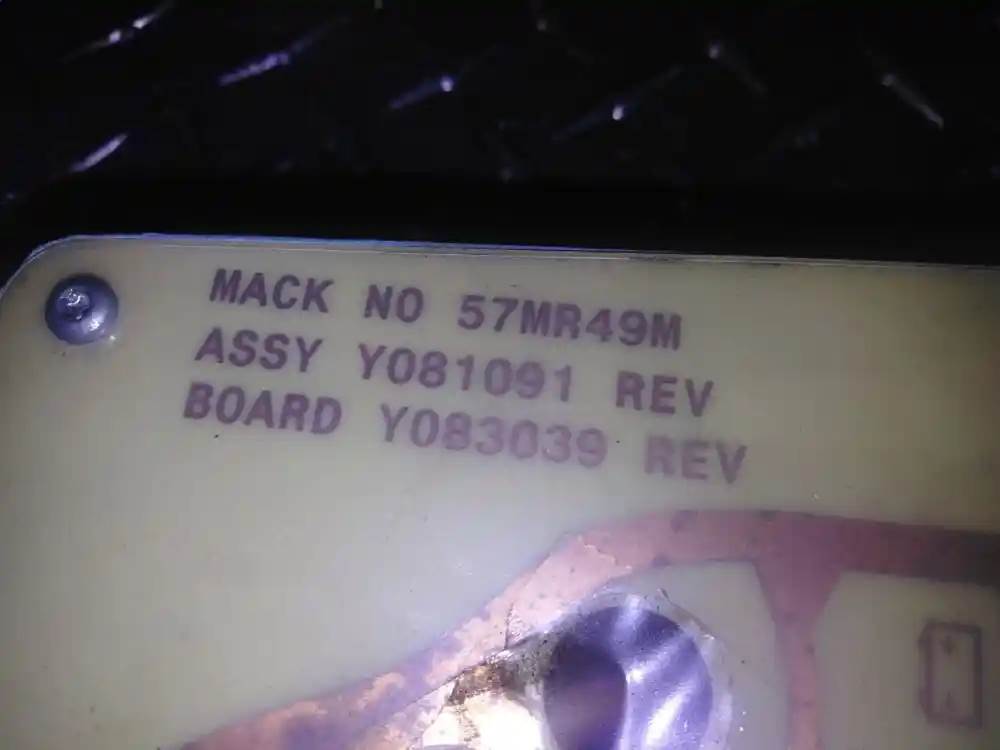 MACK NO 57MR49M
ASSY Y081091 REV
BOARD Y083039 REV